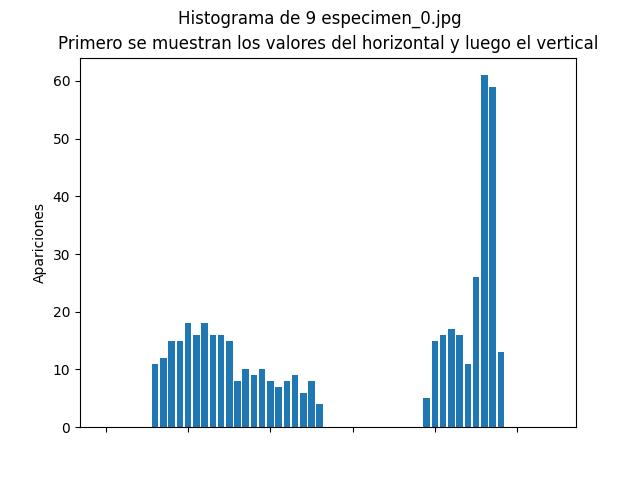 Histograma de 9 especimen_0.jpg
Primero se muestran los valores del horizontal y luego el vertical
60
50
40
30
20
10
0
Apariciones